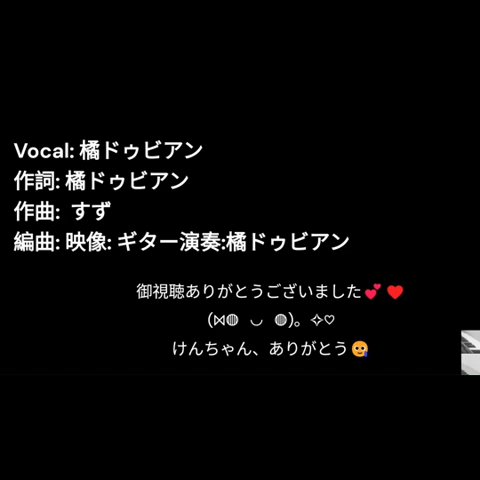 Vocal: 橘ドゥビアン
作詞: 橘ドゥビアン
作曲: すず
編曲: 映像: ギター演奏:橘ドゥビアン
御視聴ありがとうございました💕♥️
(⋈◍ ◡ ◍)。✧♡
けんちゃん、ありがとう🥲